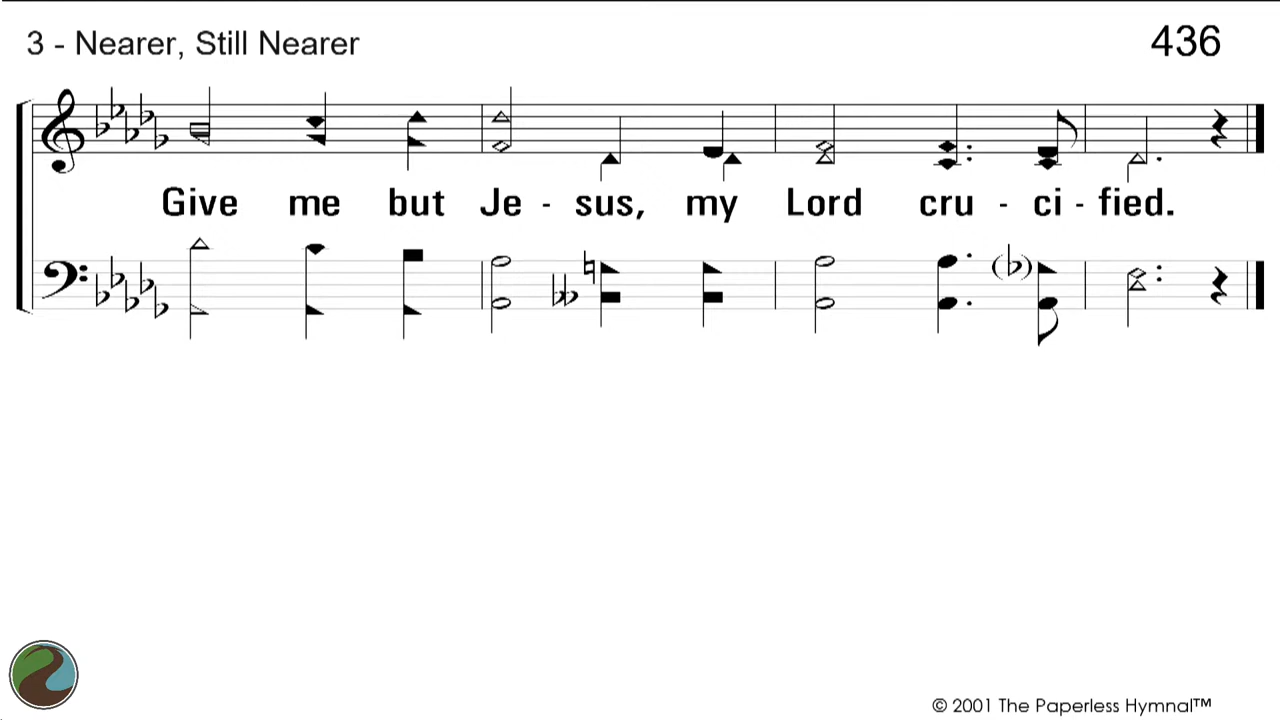 3 - Nearer, Still Nearer
436
Give me but Je - sus, my Lord cru - ci - fied.
© 2001 The Paperless Hymnal™